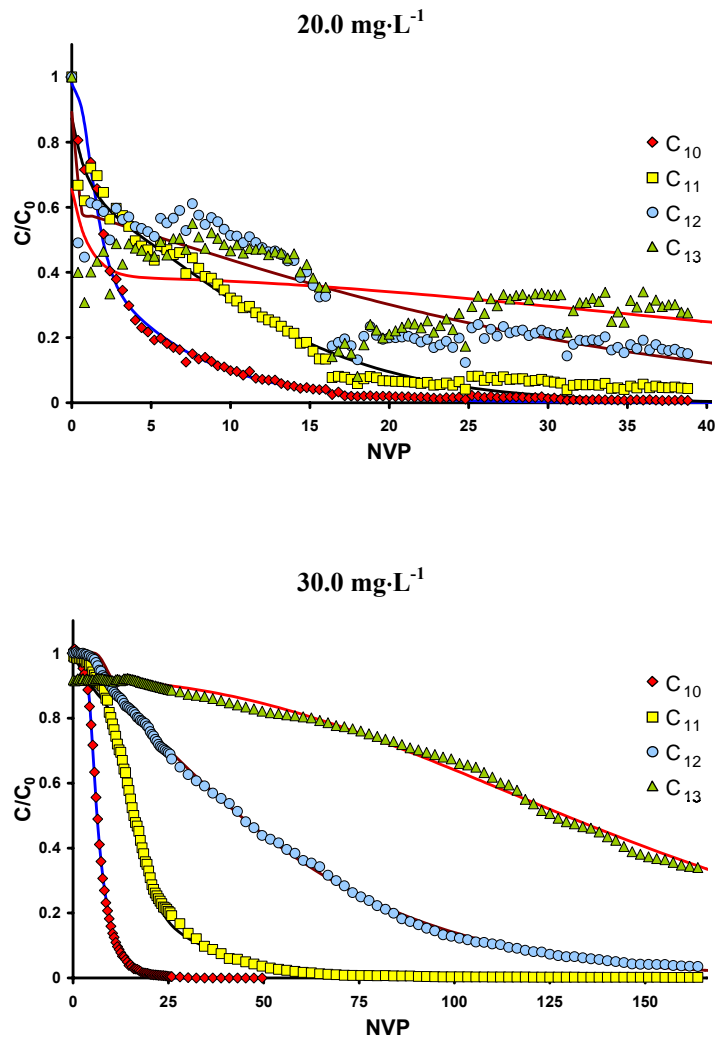 20.0 mg·L⁻¹
1
0.8
0.6
0.4
0.2
0
C/C₀
0 5 10 15 20 25 30 35 40
NVP
C₁₀
C₁₁
C₁₂
C₁₃
30.0 mg·L⁻¹
1
0.8
0.6
0.4
0.2
0
C/C₀
0 25 50 75 100 125 150
NVP
C₁₀
C₁₁
C₁₂
C₁₃